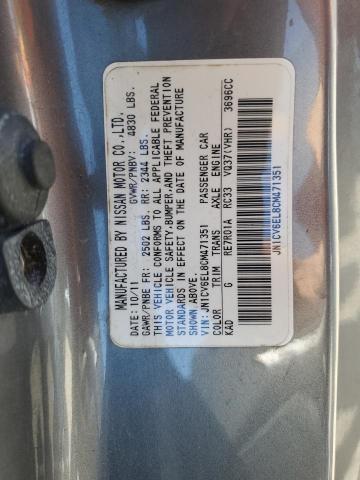 MANUFACTURED BY NISSAN MOTOR CO.,LTD.
DATE: 10/11 GVWR/PNBV: 4830 LBS.
GAWR/PNBE FR: 2502 LBS. RR: 2344 LBS.
THIS VEHICLE CONFORMS TO ALL APPLICABLE FEDERAL
MOTOR VEHICLE SAFETY,BUMPER,AND THEFT PREVENTION
STANDARDS IN EFFECT ON THE DATE OF MANUFACTURE
SHOWN ABOVE.
VIN: JN1CV6EL8CM471351 PASSENGER CAR
COLOR TRIM TRANS AXLE ENGINE
KAD G RE7R01A RC33 VQ37(VHR) 3696CC
JN1CV6EL8CM471351